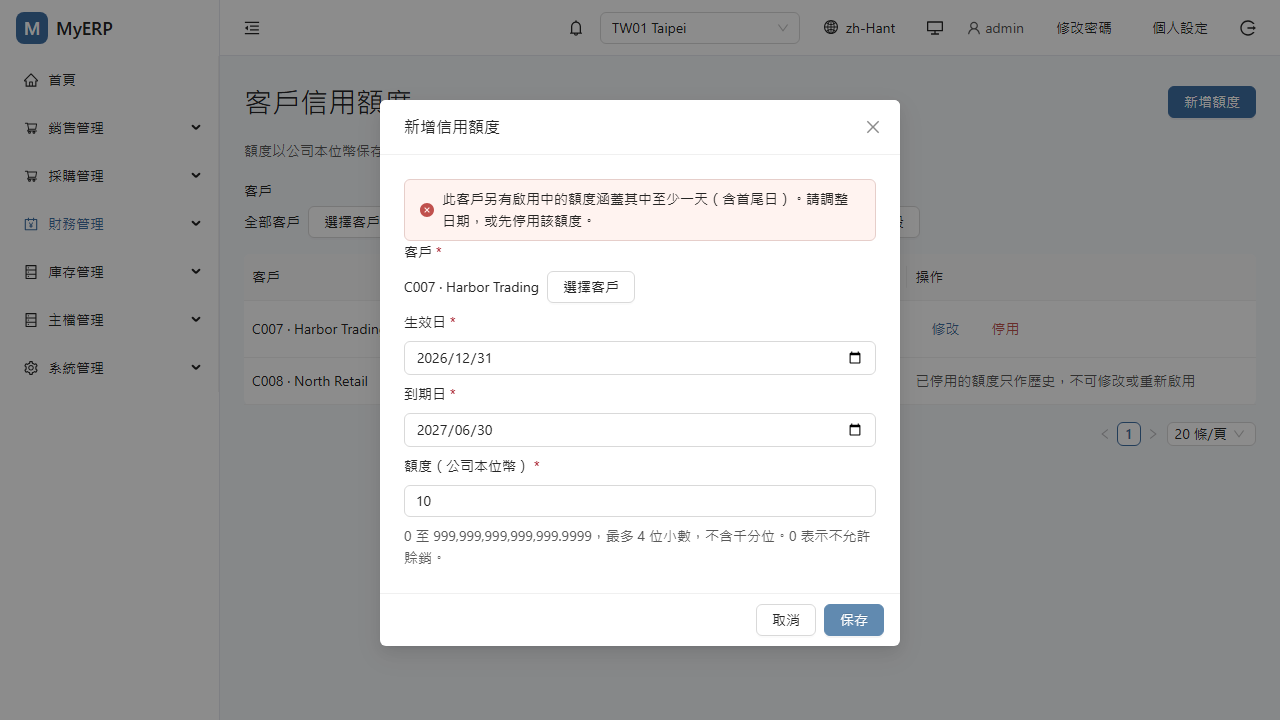 M MyERP
TW01 Taipei
zh-Hant
admin
修改密碼
個人設定
首頁
銷售管理
採購管理
財務管理
庫存管理
主檔管理
系統管理
客戶信用額度
新增額度
額度以公司本位幣保存
客戶
全部客戶
選擇客戶
客戶
操作
C007 · Harbor Trading
修改
停用
C008 · North Retail
已停用的額度只作歷史，不可修改或重新啟用
1
20 條/頁
新增信用額度
此客戶另有啟用中的額度涵蓋其中至少一天（含首尾日）。請調整
日期，或先停用該額度。
客戶 *
C007 · Harbor Trading
選擇客戶
生效日 *
2026/12/31
到期日 *
2027/06/30
額度（公司本位幣） *
10
0 至 999,999,999,999,999.9999，最多 4 位小數，不含千分位。0 表示不允許
賒銷。
取消
保存